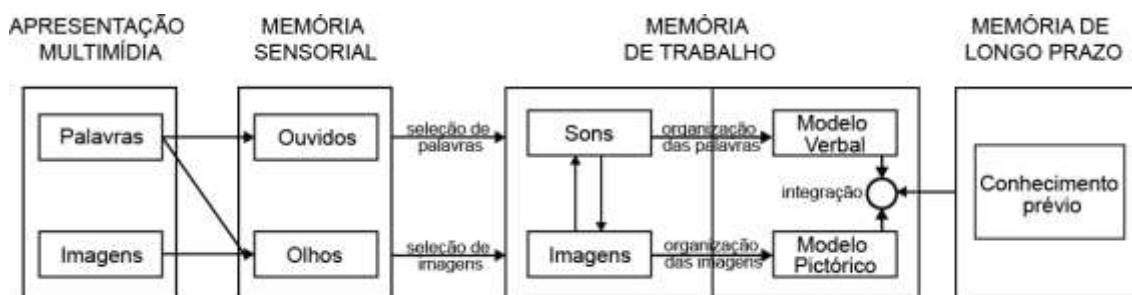 APRESENTAÇÃO
MULTIMÍDIA
MEMÓRIA
SENSORIAL
MEMÓRIA
DE TRABALHO
MEMÓRIA DE
LONGO PRAZO
Palavras
Ouvidos
seleção de
palavras
Sons
organização
das palavras
Modelo
Verbal
integração
Conhecimento
prévio
Imagens
Olhos
seleção de
imagens
Imagens
organização
das imagens
Modelo
Pictórico